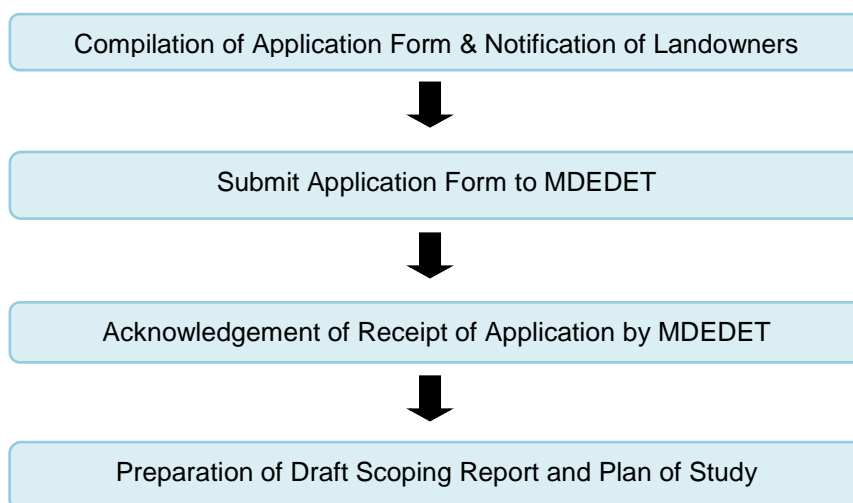 Compilation of Application Form & Notification of Landowners
Submit Application Form to MDEDET
Acknowledgement of Receipt of Application by MDEDET
Preparation of Draft Scoping Report and Plan of Study